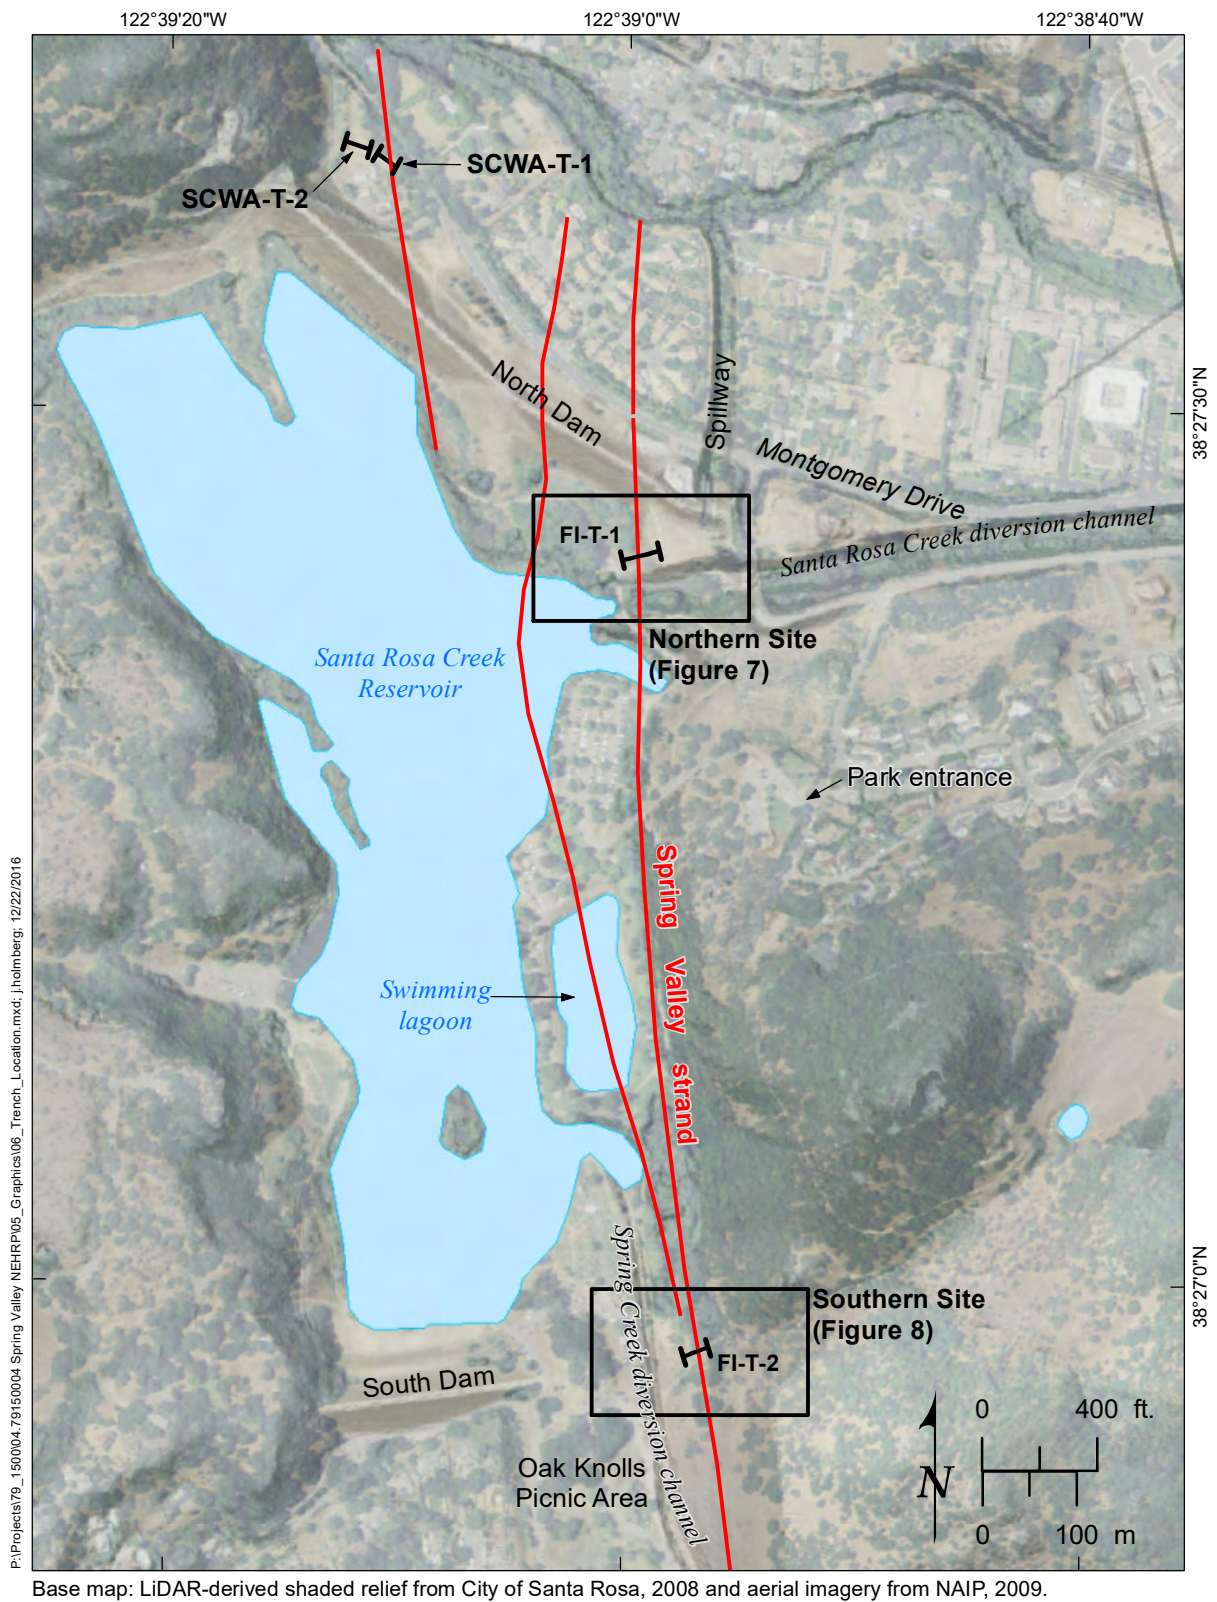 122°39'20"W
122°39'0"W
122°38'40"W
SCWA-T-1
SCWA-T-2
North Dam
Spillway
38°27'30"N
Montgomery Drive
Santa Rosa Creek diversion channel
FI-T-1
Northern Site
(Figure 7)
Santa Rosa Creek
Reservoir
Park entrance
Spring Valley strand
Swimming
lagoon
Spring Creek diversion channel
38°27'0"N
Southern Site
(Figure 8)
FI-T-2
South Dam
Oak Knolls
Picnic Area
0 400 ft.
N
0 100 m
P:\Projects\79_1500\04.79150004 Spring Valley NEHRP\05_Graphics\06_Trench_Location.mxd; j.holmberg; 12/22/2016
Base map: LiDAR-derived shaded relief from City of Santa Rosa, 2008 and aerial imagery from NAIP, 2009.